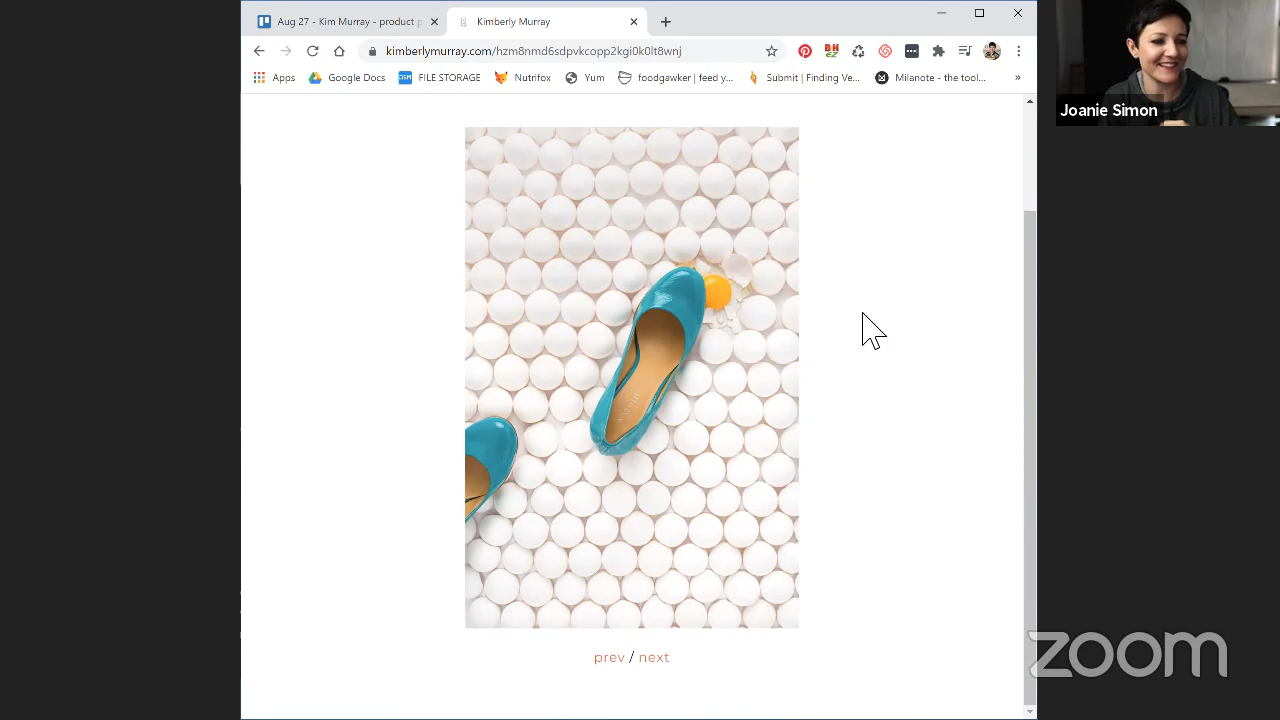 Aug 27 - Kim Murray - product p
Kimberly Murray
kimberlymurray.com/hzm8nmd6sdpvkcopp2kgi0k0lt8wnj
Apps
Google Docs
DSM FILE STORAGE
Nutrifox
Yum
foodgawker | feed y...
Submit | Finding Ve...
Milanote - the tool...
»
Joanie Simon
prev / next
zoom